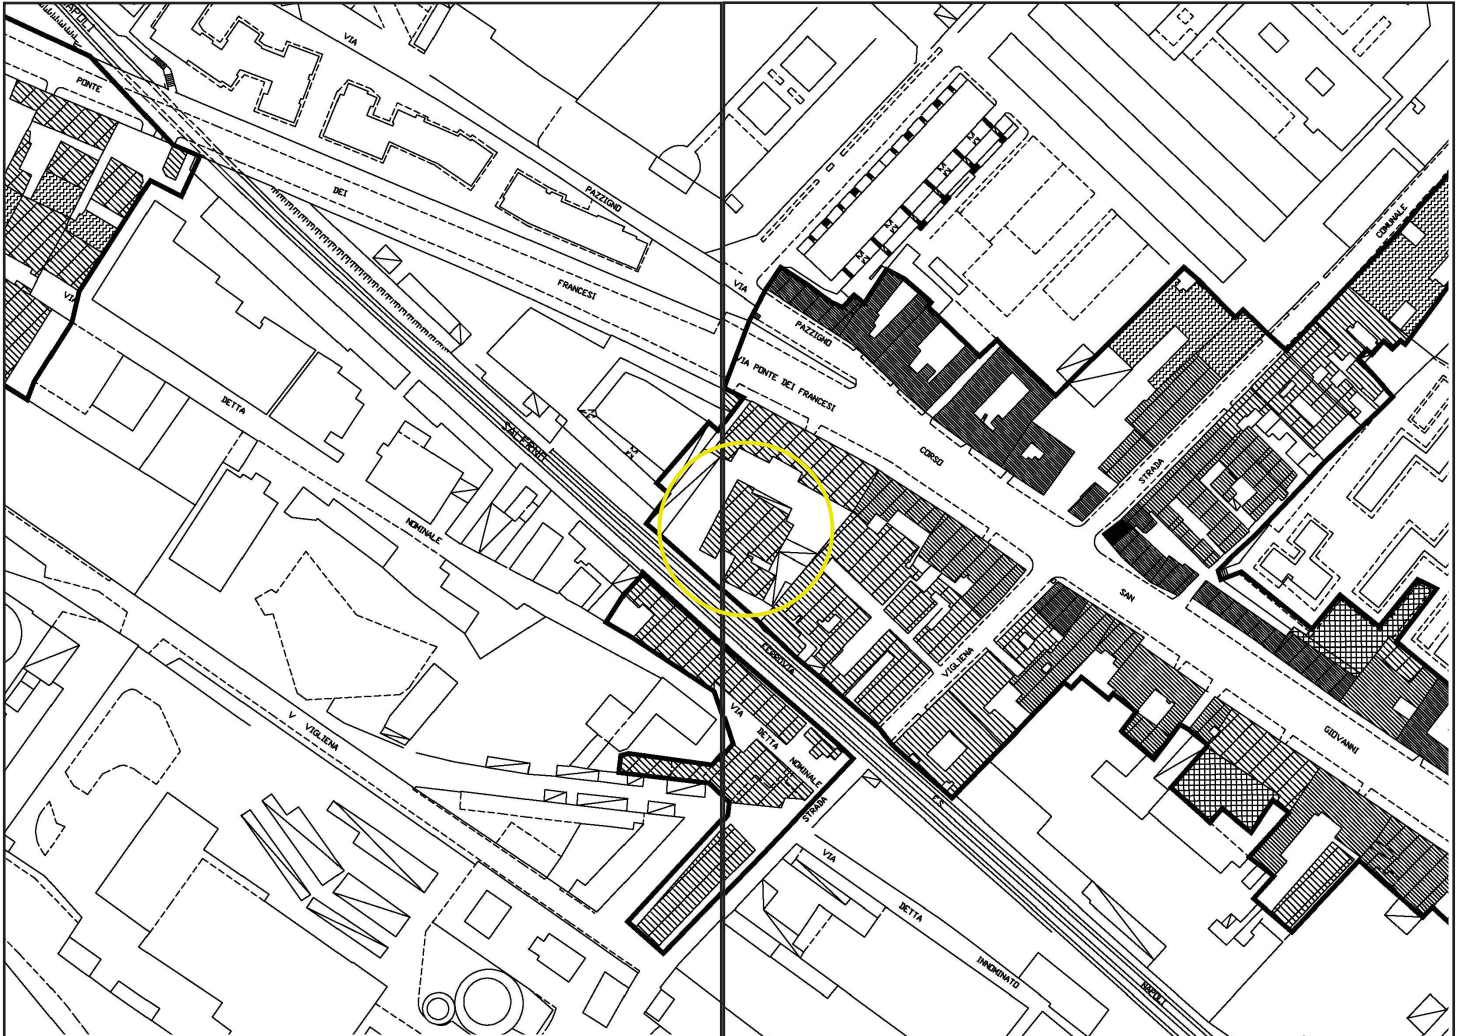 NAPOLI
VIA
PONTE
DEI
PAZZIGNO
FRANCESI
COMUNALE
VIA
VIA
PAZZIGNO
VIA PONTE DEI FRANCESI
DETTA
SALERNO
CORSO
STRADA
NOMINALE
SAN
FERROVIA
VIGLIENA
VIA
DETTA
NOMINALE
V VIGLIENA
GIOVANNI
STRADA
VIA
DETTA
INNOMINATO
NAPOLI